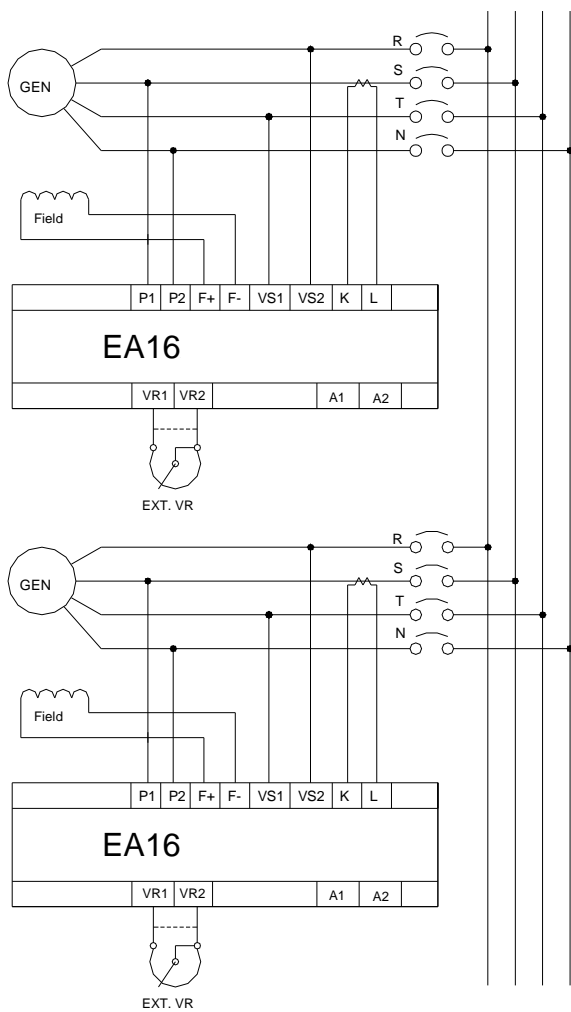 R
S
GEN
T
N
Field
P1 P2 F+ F- VS1 VS2 K L
EA16
VR1 VR2 A1 A2
EXT. VR
R
S
GEN
T
N
Field
P1 P2 F+ F- VS1 VS2 K L
EA16
VR1 VR2 A1 A2
EXT. VR